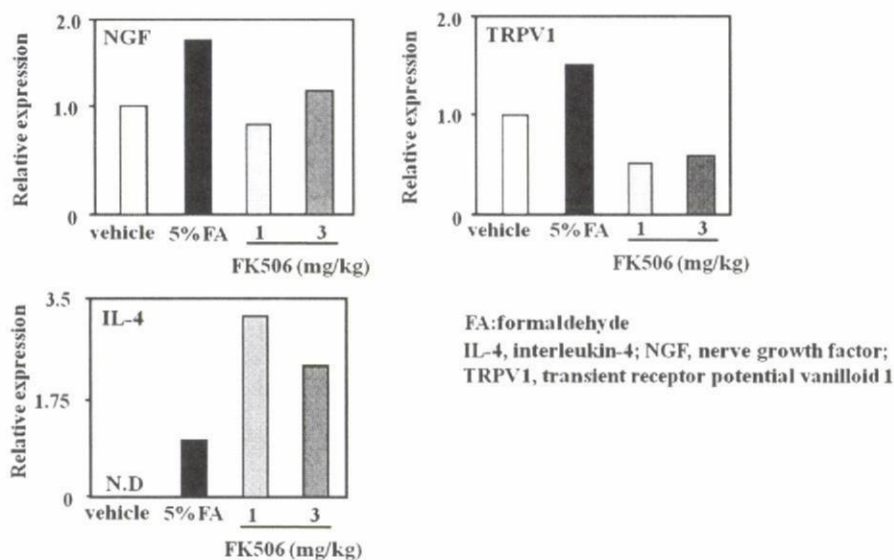 NGF
Relative expression
2.0
1.0
0
vehicle 5%FA 1 3
FK506 (mg/kg)
TRPV1
Relative expression
2.0
1.0
0
vehicle 5%FA 1 3
FK506 (mg/kg)
IL-4
Relative expression
3.5
1.75
0
N.D
vehicle 5%FA 1 3
FK506 (mg/kg)
FA:formaldehyde
IL-4, interleukin-4; NGF, nerve growth factor;
TRPV1, transient receptor potential vanilloid 1